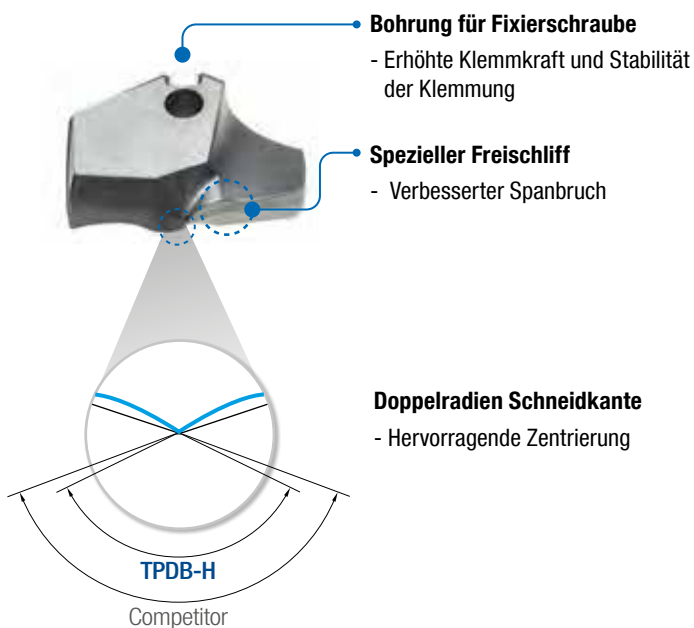 Bohrung für Fixierschraube
- Erhöhte Klemmkraft und Stabilität
der Klemmung
Spezieller Freischliff
- Verbesserter Spanbruch
Doppelradien Schneidkante
- Hervorragende Zentrierung
TPDB-H
Competitor